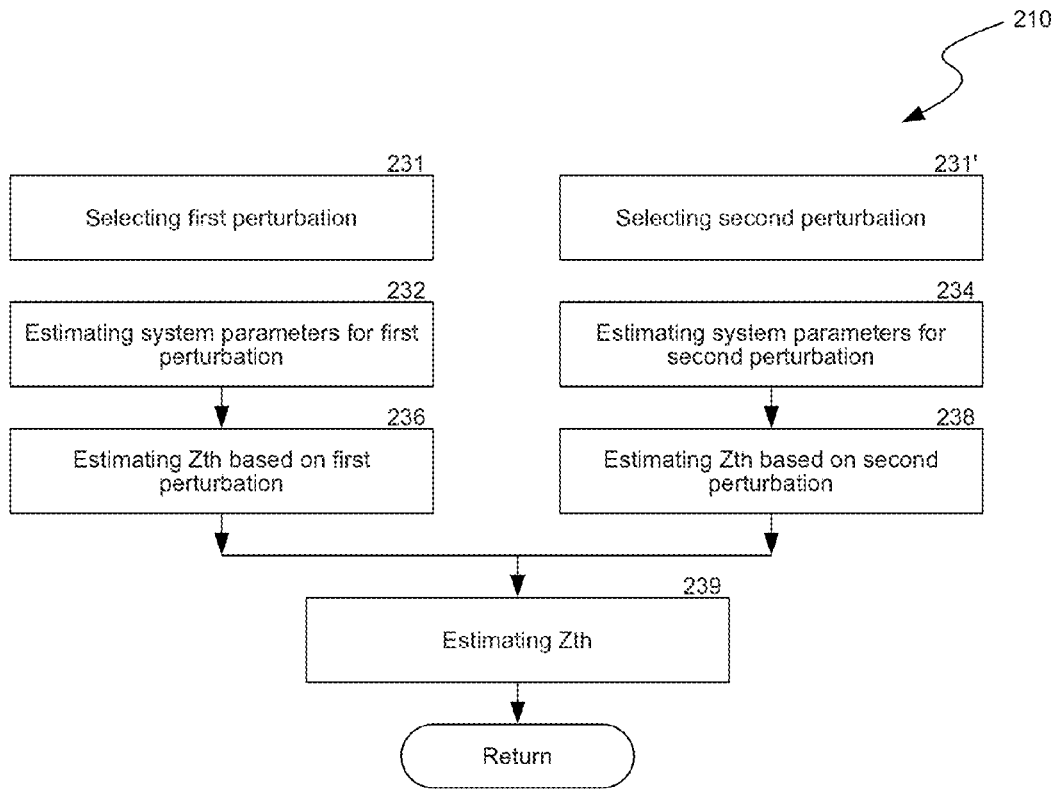 210
231
Selecting first perturbation
231'
Selecting second perturbation
232
Estimating system parameters for first
perturbation
234
Estimating system parameters for
second perturbation
236
Estimating Zth based on first
perturbation
238
Estimating Zth based on second
perturbation
239
Estimating Zth
Return